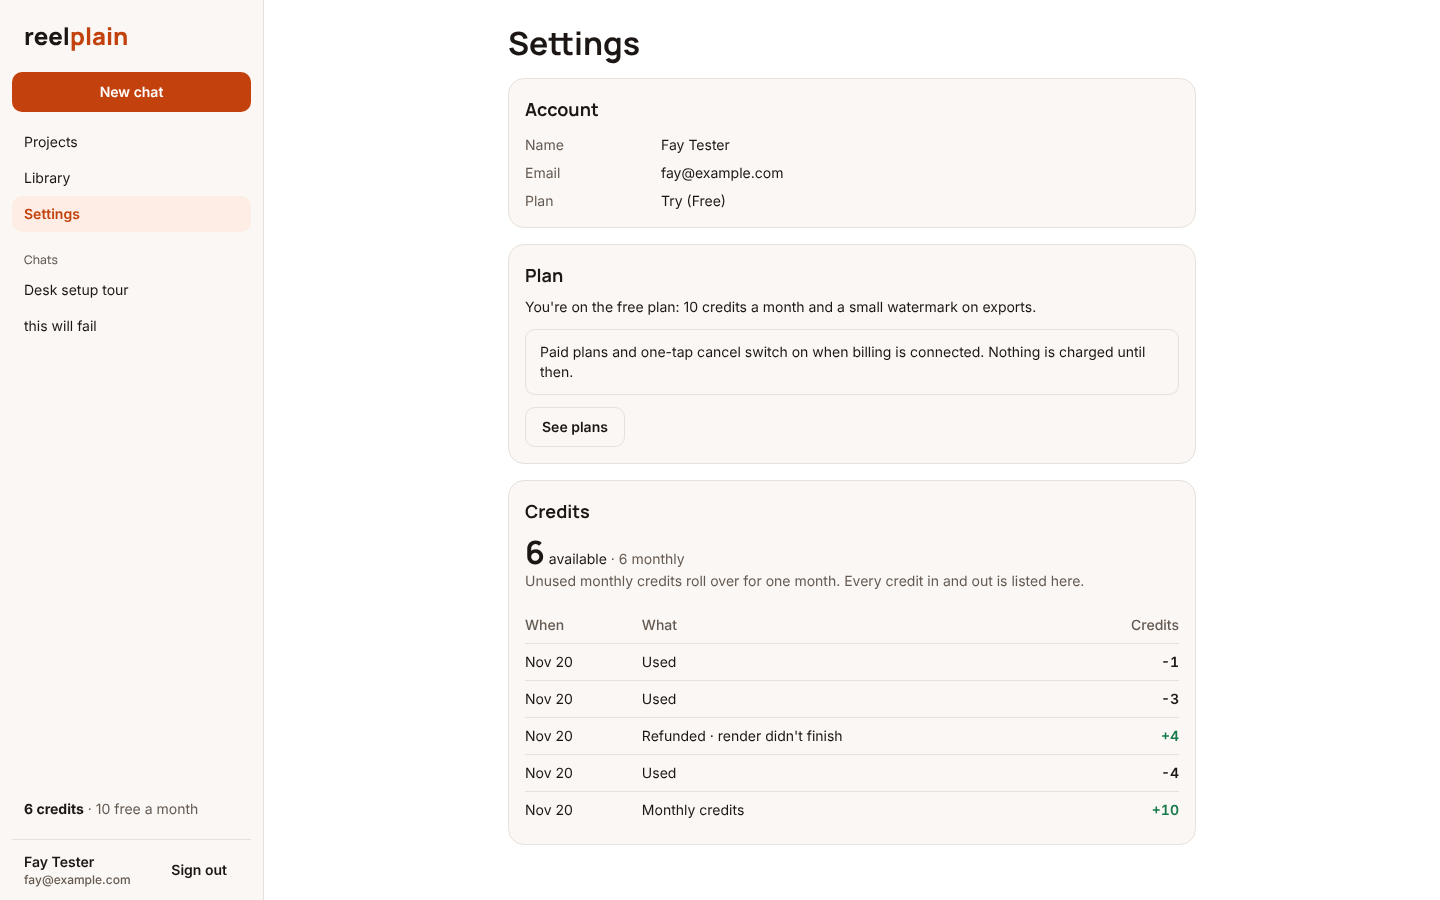 reelplain
New chat
Projects
Library
Settings
Chats
Desk setup tour
this will fail
6 credits · 10 free a month
Fay Tester
fay@example.com
Sign out
Settings
Account
Name Fay Tester
Email fay@example.com
Plan Try (Free)
Plan
You're on the free plan: 10 credits a month and a small watermark on exports.
Paid plans and one-tap cancel switch on when billing is connected. Nothing is charged until
then.
See plans
Credits
6 available · 6 monthly
Unused monthly credits roll over for one month. Every credit in and out is listed here.
When What Credits
Nov 20 Used -1
Nov 20 Used -3
Nov 20 Refunded · render didn't finish +4
Nov 20 Used -4
Nov 20 Monthly credits +10